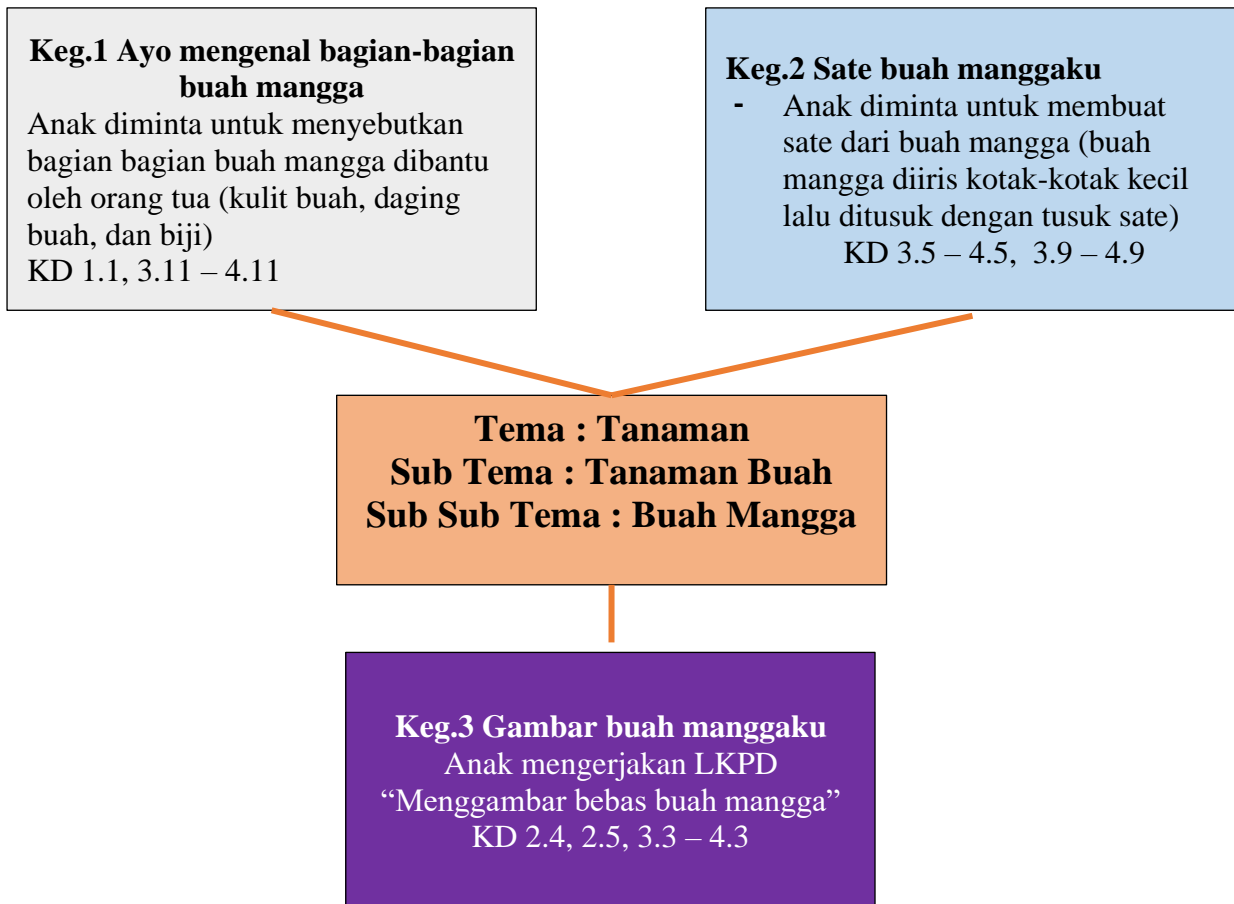 Keg.1 Ayo mengenal bagian-bagian
buah mangga
Anak diminta untuk menyebutkan
bagian bagian buah mangga dibantu
oleh orang tua (kulit buah, daging
buah, dan biji)
KD 1.1, 3.11 – 4.11
Keg.2 Sate buah manggaku
- Anak diminta untuk membuat
sate dari buah mangga (buah
mangga diiris kotak-kotak kecil
lalu ditusuk dengan tusuk sate)
KD 3.5 – 4.5, 3.9 – 4.9
Tema : Tanaman
Sub Tema : Tanaman Buah
Sub Sub Tema : Buah Mangga
Keg.3 Gambar buah manggaku
Anak mengerjakan LKPD
“Menggambar bebas buah mangga”
KD 2.4, 2.5, 3.3 – 4.3